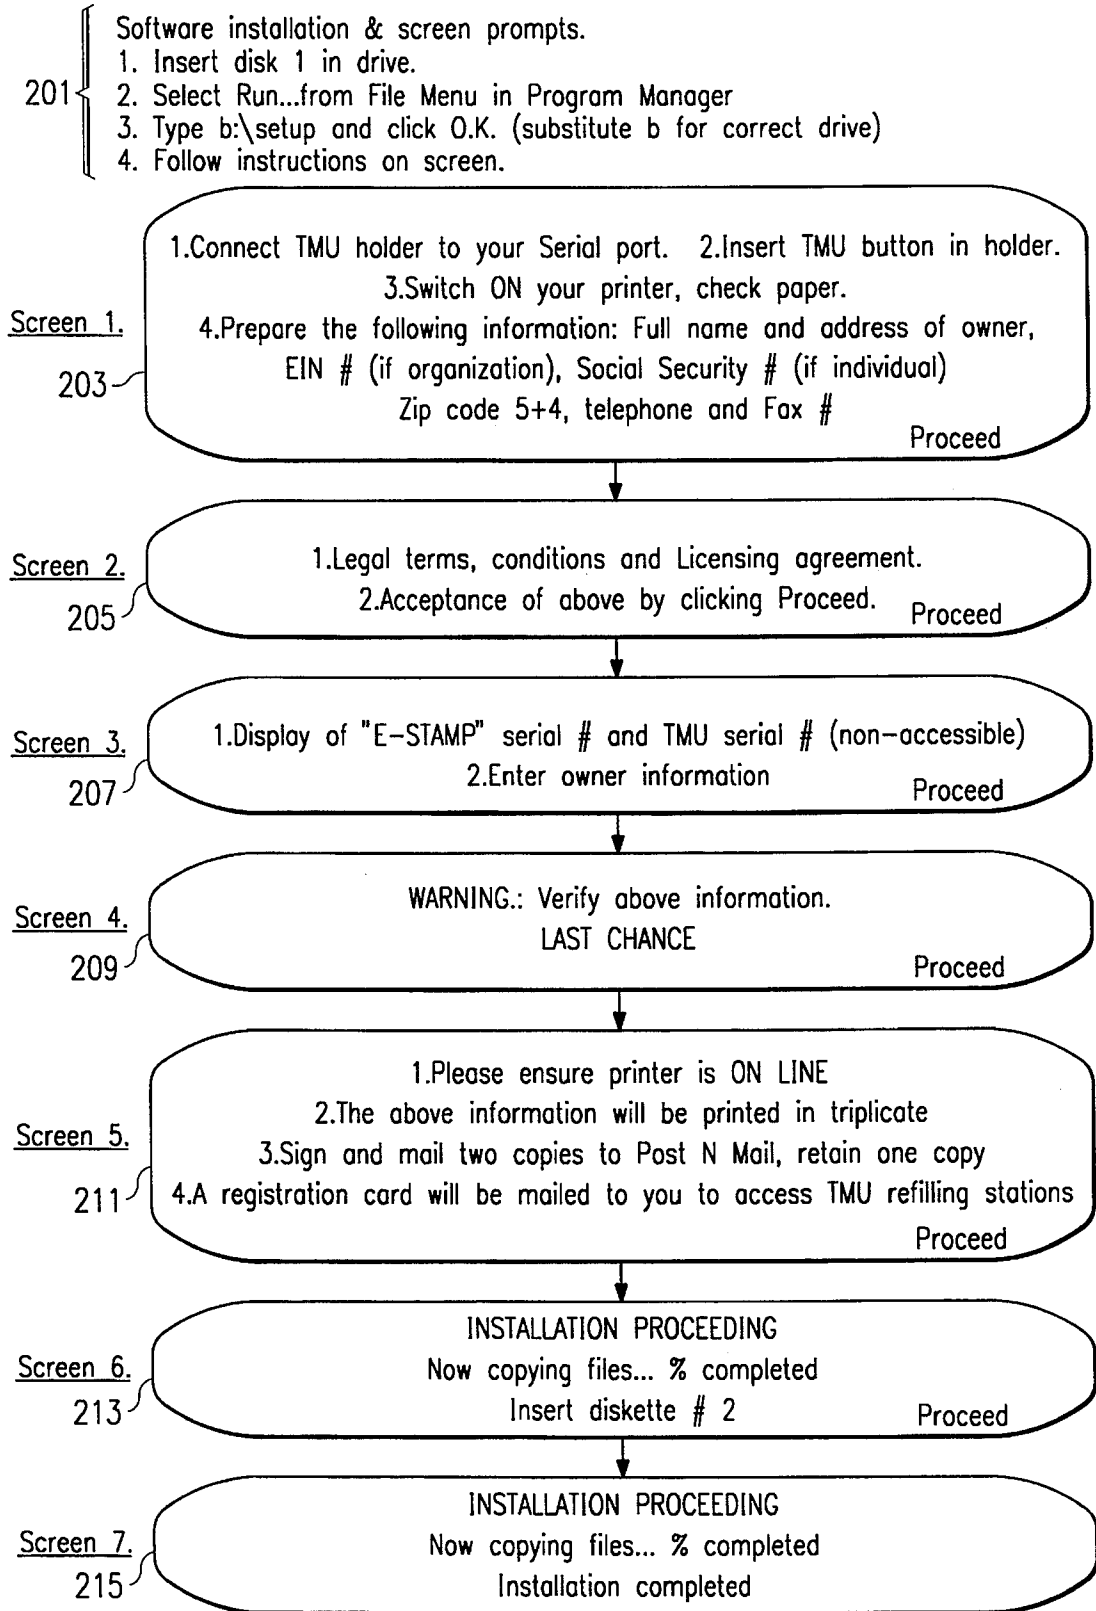 Software installation & screen prompts.
1. Insert disk 1 in drive.
201
2. Select Run...from File Menu in Program Manager
3. Type b:\setup and click O.K. (substitute b for correct drive)
4. Follow instructions on screen.
1.Connect TMU holder to your Serial port. 2.Insert TMU button in holder.
3.Switch ON your printer, check paper.
Screen 1.
4.Prepare the following information: Full name and address of owner,
203
EIN # (if organization), Social Security # (if individual)
Zip code 5+4, telephone and Fax #
Proceed
Screen 2.
1.Legal terms, conditions and Licensing agreement.
205
2.Acceptance of above by clicking Proceed.
Proceed
Screen 3.
1.Display of "E-STAMP" serial # and TMU serial # (non-accessible)
207
2.Enter owner information
Proceed
Screen 4.
WARNING.: Verify above information.
209
LAST CHANCE
Proceed
1.Please ensure printer is ON LINE
2.The above information will be printed in triplicate
Screen 5.
3.Sign and mail two copies to Post N Mail, retain one copy
211
4.A registration card will be mailed to you to access TMU refilling stations
Proceed
INSTALLATION PROCEEDING
Screen 6.
Now copying files... % completed
213
Insert diskette # 2
Proceed
INSTALLATION PROCEEDING
Screen 7.
Now copying files... % completed
215
Installation completed